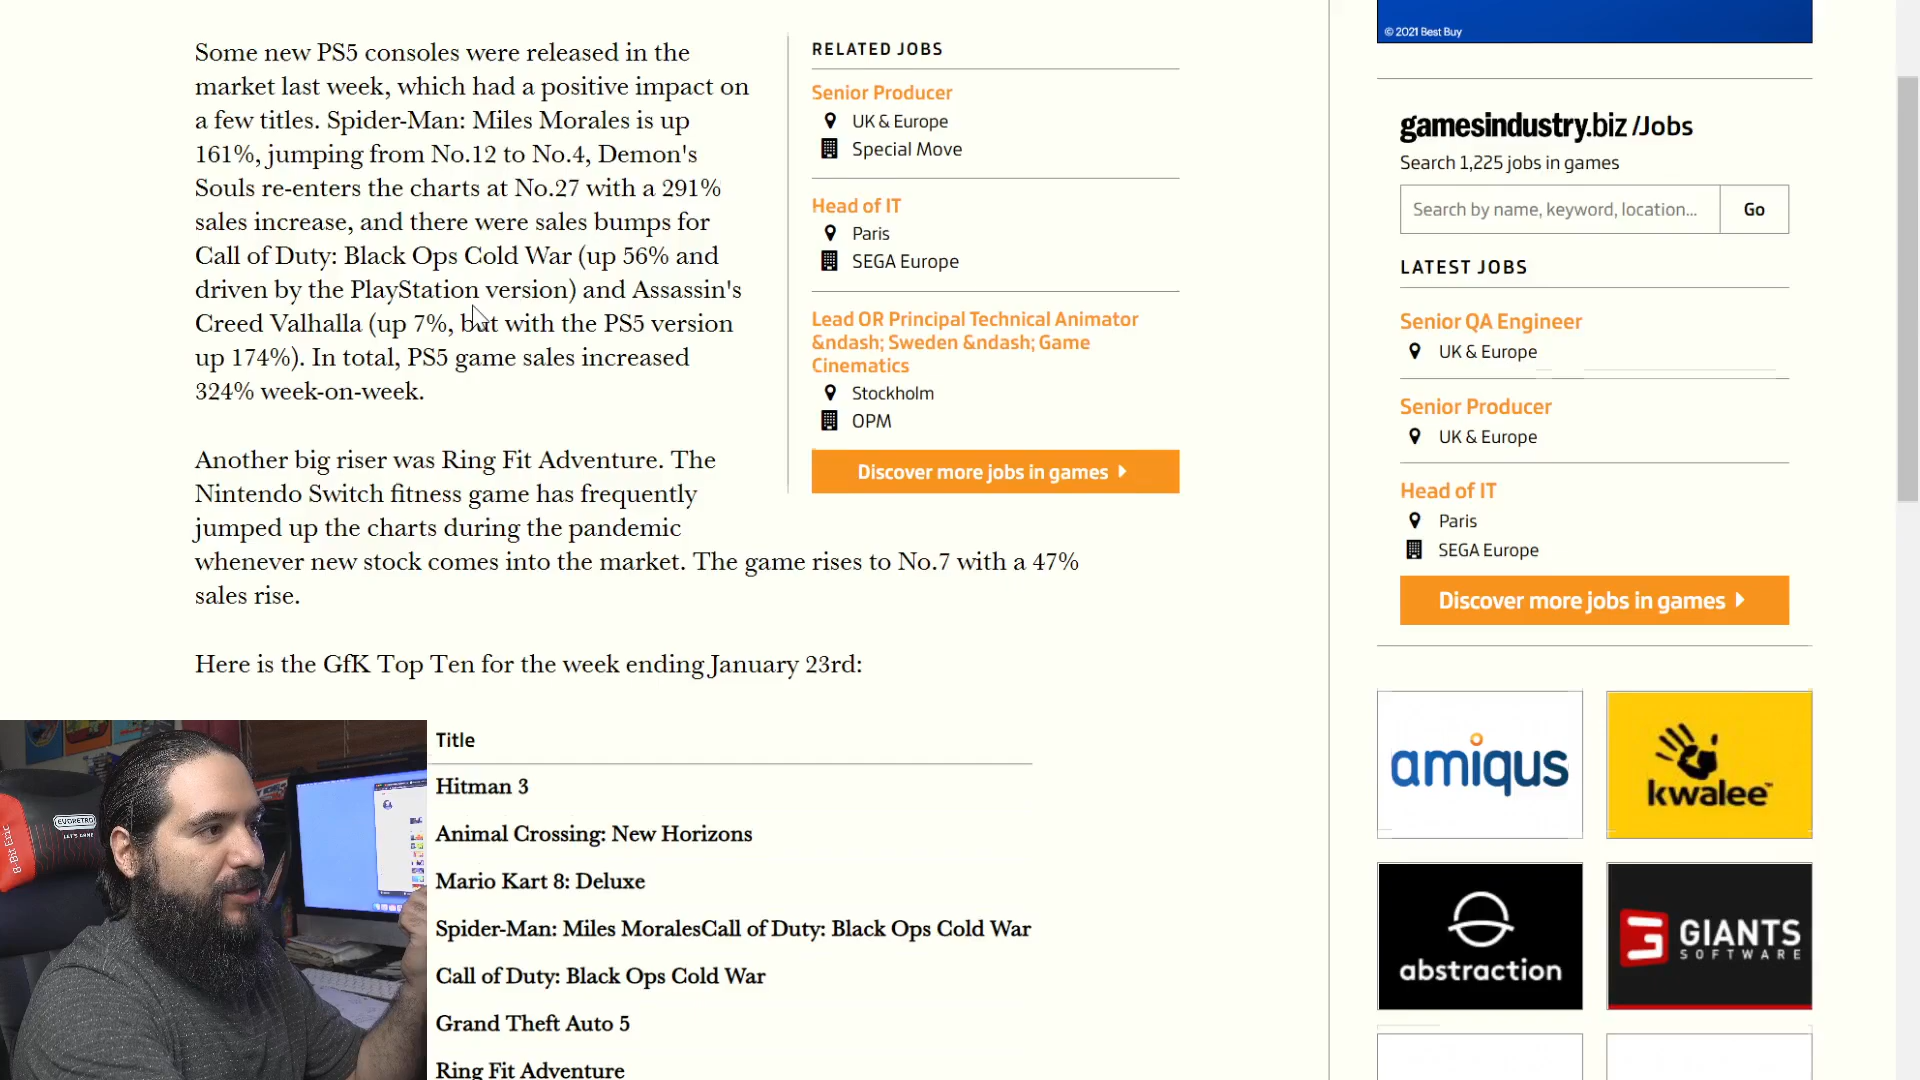 Some new PS5 consoles were released in the
market last week, which had a positive impact on
a few titles. Spider-Man: Miles Morales is up
161%, jumping from No.12 to No.4, Demon's
Souls re-enters the charts at No.27 with a 291%
sales increase, and there were sales bumps for
Call of Duty: Black Ops Cold War (up 56% and
driven by the PlayStation version) and Assassin's
Creed Valhalla (up 7%, but with the PS5 version
up 174%). In total, PS5 game sales increased
324% week-on-week.
Another big riser was Ring Fit Adventure. The
Nintendo Switch fitness game has frequently
jumped up the charts during the pandemic
whenever new stock comes into the market. The game rises to No.7 with a 47%
sales rise.
Here is the GfK Top Ten for the week ending January 23rd:
Title
Hitman 3
Animal Crossing: New Horizons
Mario Kart 8: Deluxe
Spider-Man: Miles MoralesCall of Duty: Black Ops Cold War
Call of Duty: Black Ops Cold War
Grand Theft Auto 5
Ring Fit Adventure
RELATED JOBS
Senior Producer
UK & Europe
Special Move
Head of IT
Paris
SEGA Europe
Lead OR Principal Technical Animator
&ndash; Sweden &ndash; Game
Cinematics
Stockholm
OPM
Discover more jobs in games
© 2021 Best Buy
gamesindustry.biz /Jobs
Search 1,225 jobs in games
Search by name, keyword, location...
Go
LATEST JOBS
Senior QA Engineer
UK & Europe
Senior Producer
UK & Europe
Head of IT
Paris
SEGA Europe
Discover more jobs in games
amiqus
kwalee™
abstraction
GIANTS
SOFTWARE
EVORETRO
LET'S GAME
8-Bit Eric